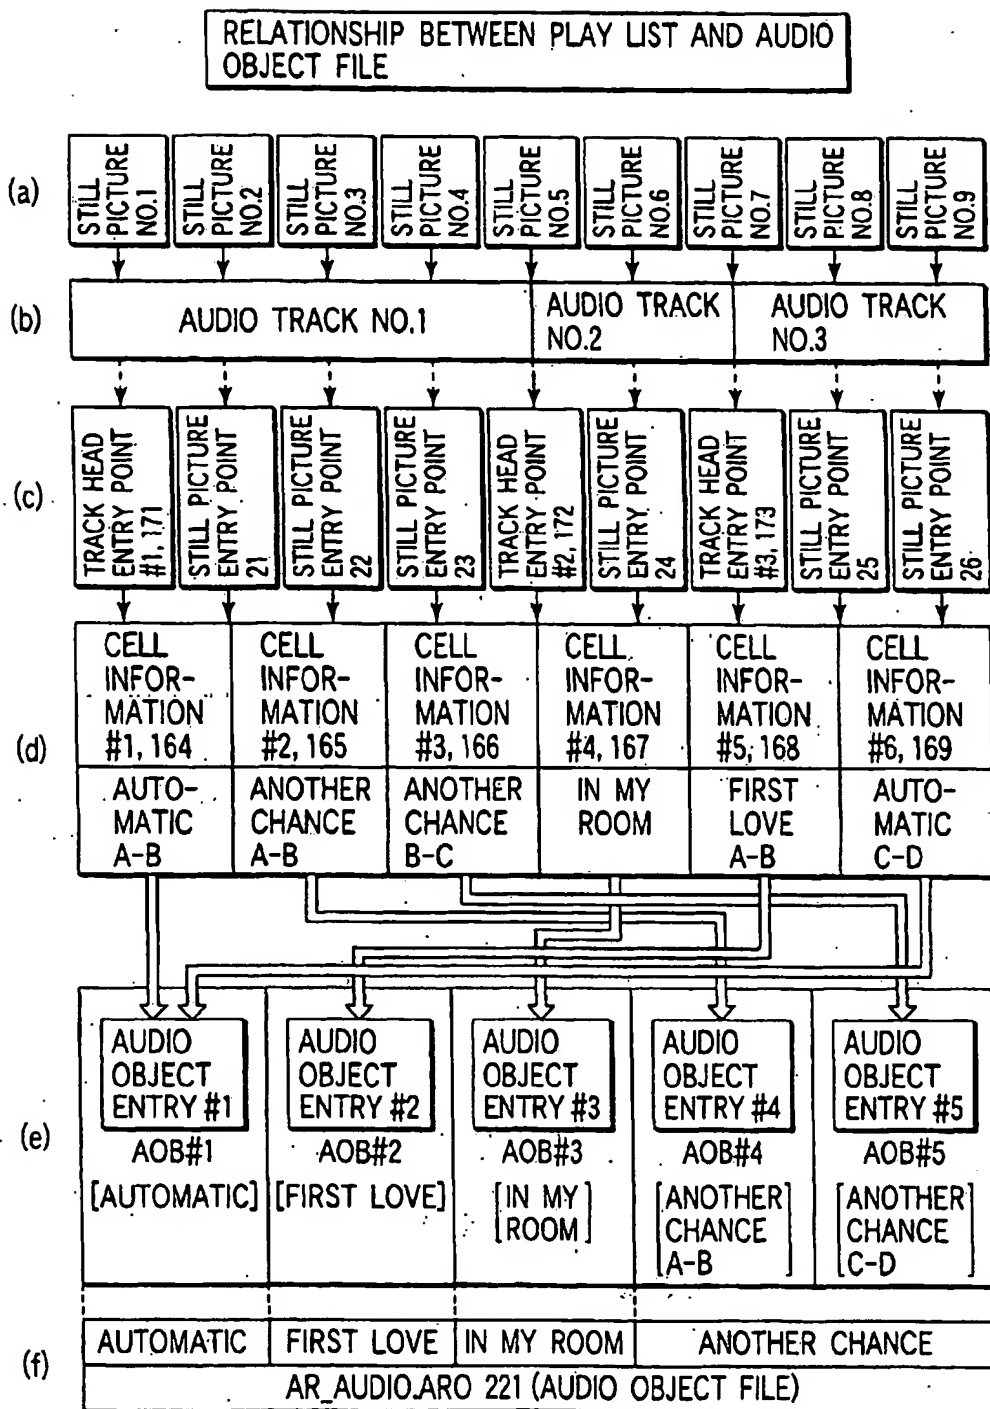 RELATIONSHIP BETWEEN PLAY LIST AND AUDIO
OBJECT FILE
(a)
STILL
PICTURE
NO.1
STILL
PICTURE
NO.2
STILL
PICTURE
NO.3
STILL
PICTURE
NO.4
STILL
PICTURE
NO.5
STILL
PICTURE
NO.6
STILL
PICTURE
NO.7
STILL
PICTURE
NO.8
STILL
PICTURE
NO.9
(b)
AUDIO TRACK NO.1
AUDIO TRACK
NO.2
AUDIO TRACK
NO.3
(c)
TRACK HEAD
ENTRY POINT
#1, 171
STILL PICTURE
ENTRY POINT
21
STILL PICTURE
ENTRY POINT
22
STILL PICTURE
ENTRY POINT
23
TRACK HEAD
ENTRY POINT
#2, 172
STILL PICTURE
ENTRY POINT
24
TRACK HEAD
ENTRY POINT
#3, 173
STILL PICTURE
ENTRY POINT
25
STILL PICTURE
ENTRY POINT
26
(d)
CELL
INFOR-
MATION
#1, 164
CELL
INFOR-
MATION
#2, 165
CELL
INFOR-
MATION
#3, 166
CELL
INFOR-
MATION
#4, 167
CELL
INFOR-
MATION
#5, 168
CELL
INFOR-
MATION
#6, 169
AUTO-
MATIC
A-B
ANOTHER
CHANCE
A-B
ANOTHER
CHANCE
B-C
IN MY
ROOM
FIRST
LOVE
A-B
AUTO-
MATIC
C-D
(e)
AUDIO
OBJECT
ENTRY #1
AOB#1
[AUTOMATIC]
AUDIO
OBJECT
ENTRY #2
AOB#2
[FIRST LOVE]
AUDIO
OBJECT
ENTRY #3
AOB#3
[IN MY
ROOM]
AUDIO
OBJECT
ENTRY #4
AOB#4
[ANOTHER
CHANCE
A-B]
AUDIO
OBJECT
ENTRY #5
AOB#5
[ANOTHER
CHANCE
C-D]
(f)
AUTOMATIC
FIRST LOVE
IN MY ROOM
ANOTHER CHANCE
AR_AUDIO.ARO 221 (AUDIO OBJECT FILE)